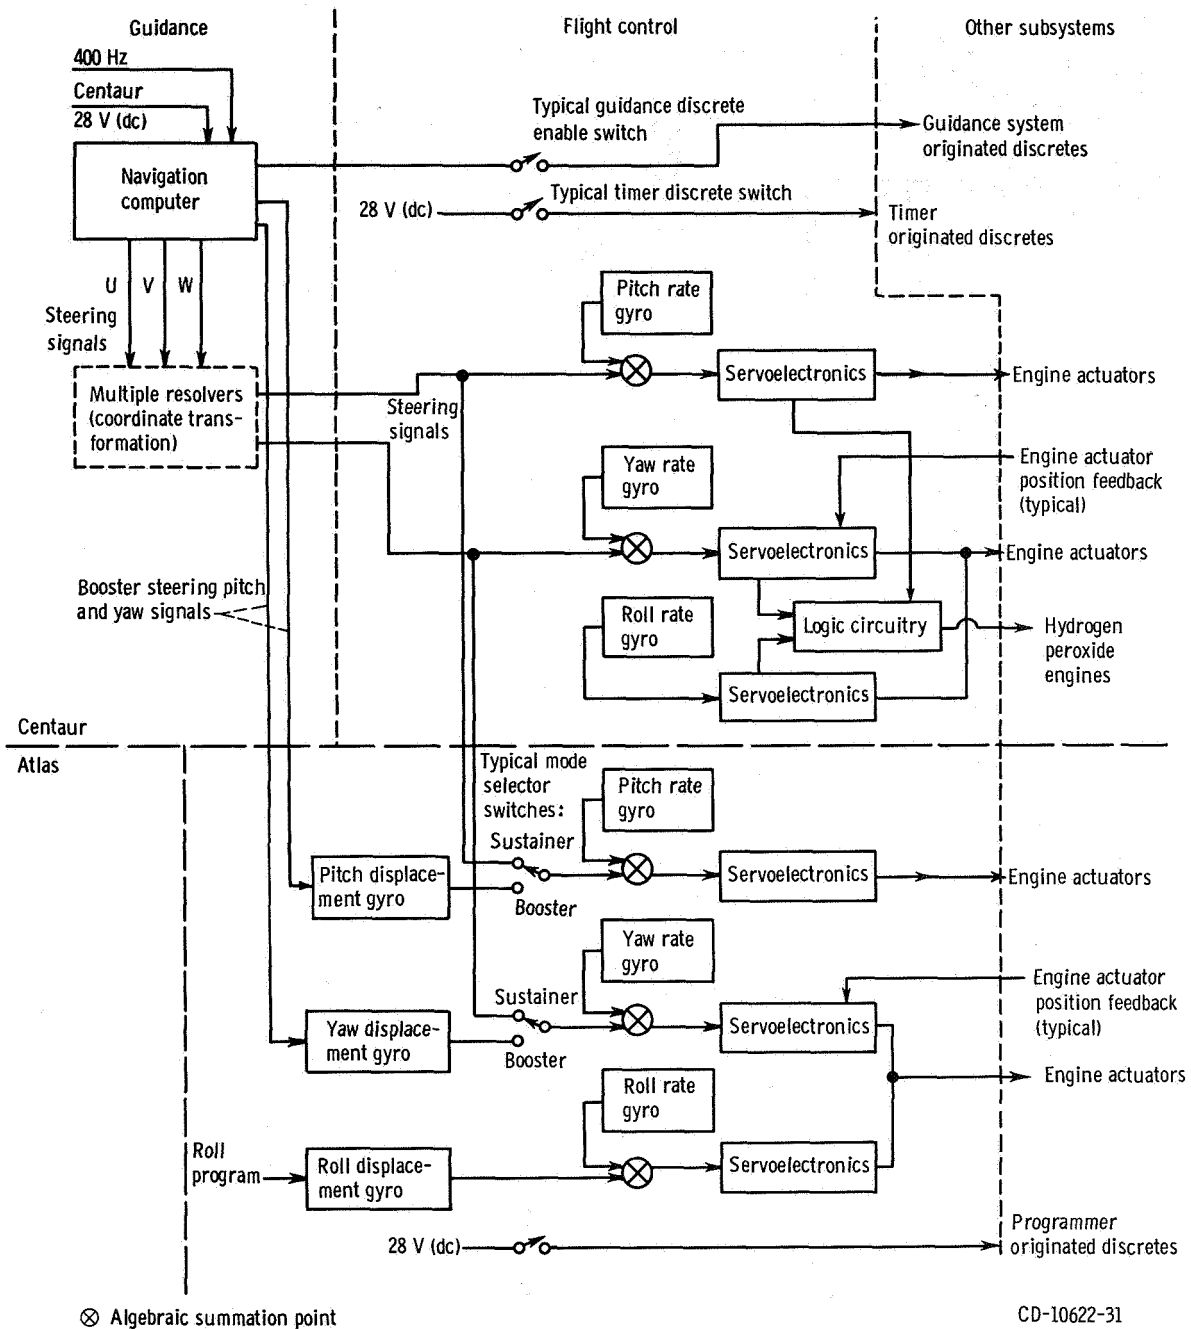 Guidance
Flight control
Other subsystems
400 Hz
Centaur
28 V (dc)
Navigation
computer
Typical guidance discrete
enable switch
Guidance system
originated discretes
28 V (dc)
Typical timer discrete switch
Timer
originated discretes
U
V
W
Steering
signals
Multiple resolvers
(coordinate trans-
formation)
Steering
signals
Pitch rate
gyro
Servoelectronics
Engine actuators
Yaw rate
gyro
Engine actuator
position feedback
(typical)
Servoelectronics
Engine actuators
Booster steering pitch
and yaw signals
Roll rate
gyro
Logic circuitry
Hydrogen
peroxide
engines
Servoelectronics
Centaur
Atlas
Typical mode
selector
switches:
Pitch rate
gyro
Sustainer
Pitch displace-
ment gyro
Booster
Servoelectronics
Engine actuators
Yaw rate
gyro
Sustainer
Engine actuator
position feedback
(typical)
Yaw displace-
ment gyro
Booster
Servoelectronics
Engine actuators
Roll rate
gyro
Roll
program
Roll displace-
ment gyro
Servoelectronics
28 V (dc)
Programmer
originated discretes
⊗ Algebraic summation point
CD-10622-31